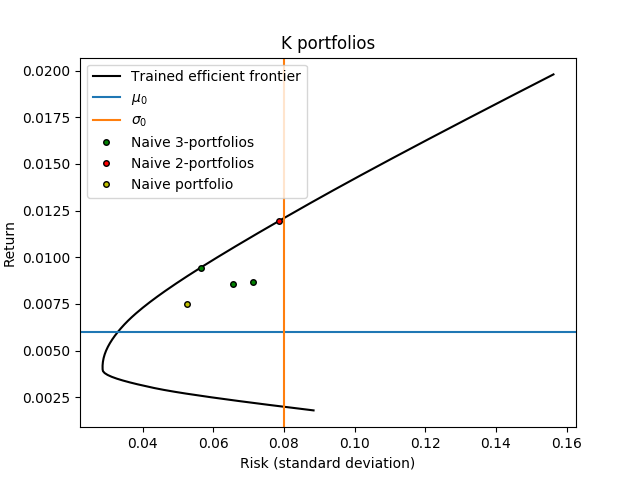 K portfolios
Trained efficient frontier
μ₀
σ₀
Naive 3-portfolios
Naive 2-portfolios
Naive portfolio
Return
0.0200
0.0175
0.0150
0.0125
0.0100
0.0075
0.0050
0.0025
0.04 0.06 0.08 0.10 0.12 0.14 0.16
Risk (standard deviation)